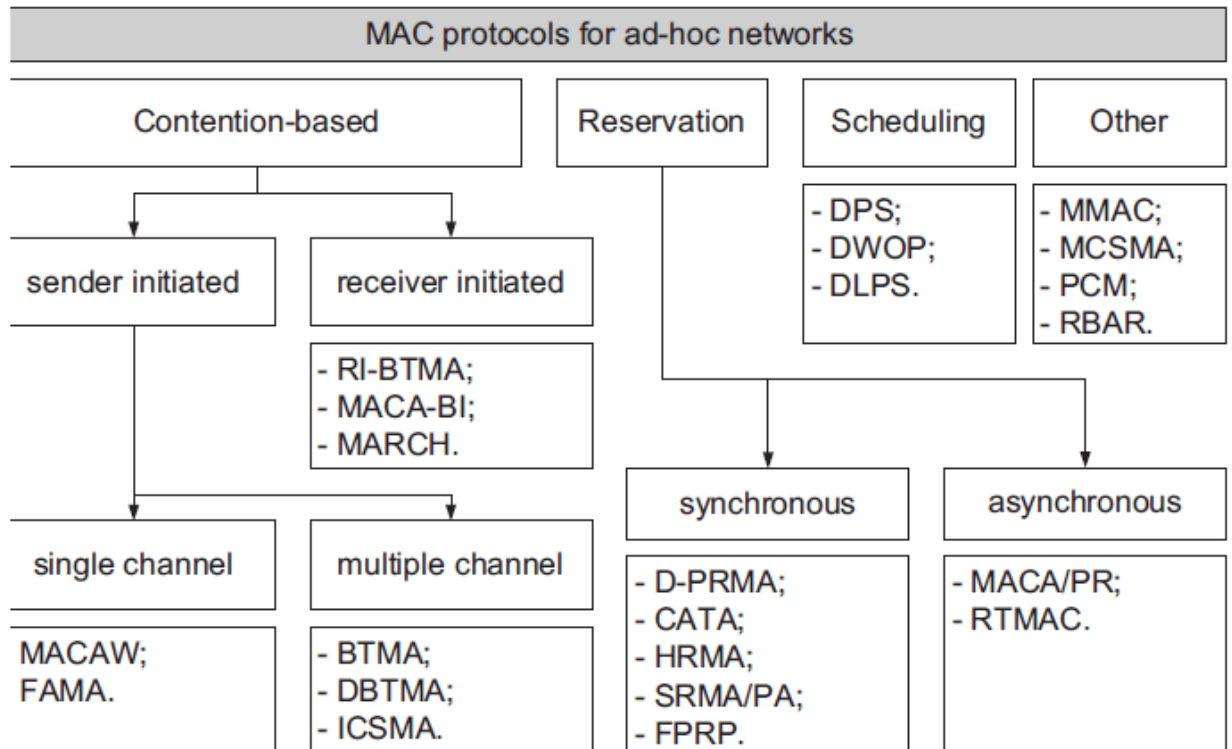 MAC protocols for ad-hoc networks
Contention-based
Reservation
Scheduling
Other
- DPS;
- DWOP;
- DLPS.
- MMAC;
- MCSMA;
- PCM;
- RBAR.
sender initiated
receiver initiated
- RI-BTMA;
- MACA-BI;
- MARCH.
synchronous
asynchronous
single channel
multiple channel
MACAW;
FAMA.
- BTMA;
- DBTMA;
- ICSMA.
- D-PRMA;
- CATA;
- HRMA;
- SRMA/PA;
- FPRP.
- MACA/PR;
- RTMAC.